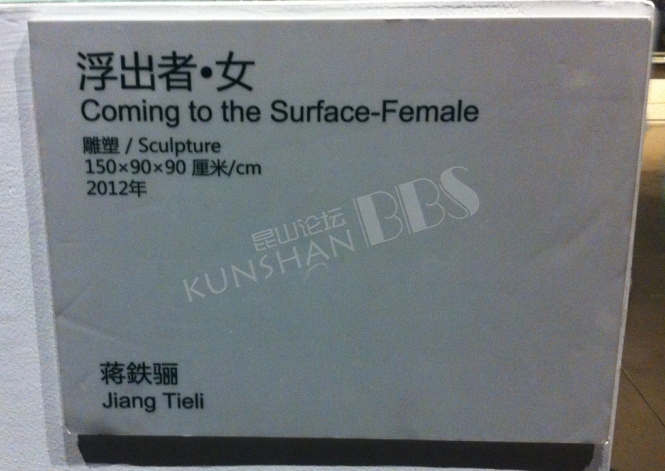 浮出者•女
Coming to the Surface-Female
雕塑 / Sculpture
150×90×90 厘米/cm
2012年
昆山论坛
KUNSHAN BBS
蒋鉄骊
Jiang Tieli